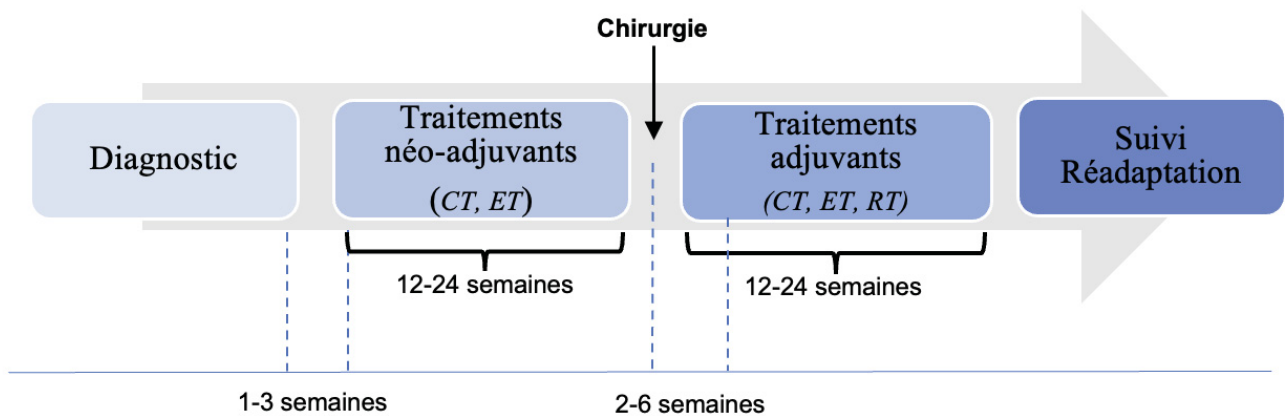 Chirurgie
Diagnostic
Traitements
néo-adjuvants
(CT, ET)
Traitements
adjuvants
(CT, ET, RT)
Suivi
Réadaptation
12-24 semaines
12-24 semaines
1-3 semaines
2-6 semaines